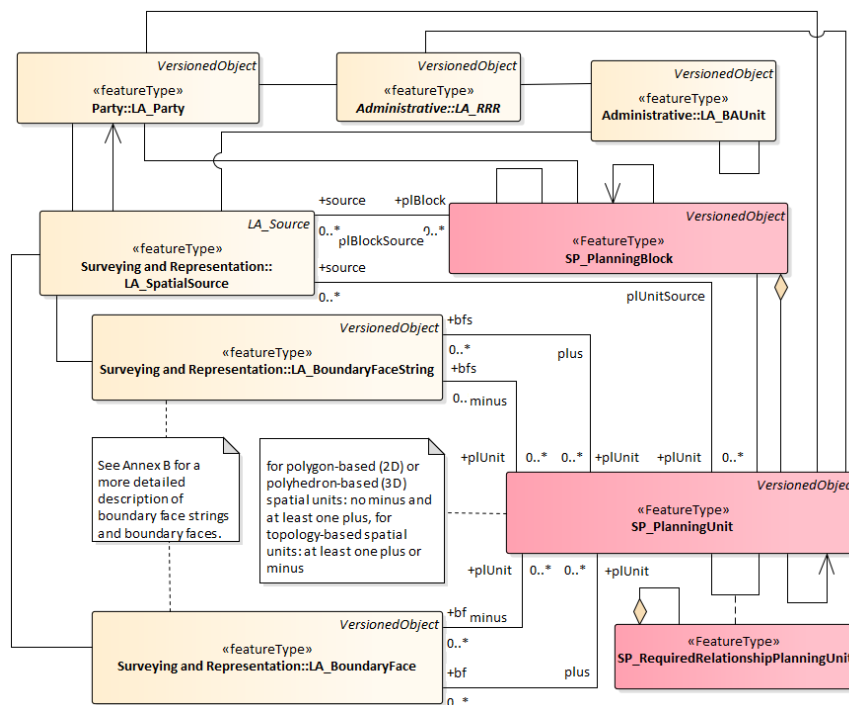 VersionedObject
«featureType»
Party::LA_Party
VersionedObject
«featureType»
Administrative::LA_RRR
VersionedObject
«featureType»
Administrative::LA_BAUnit
LA_Source
«featureType»
Surveying and Representation::
LA_SpatialSource
+source
+plBlock
0..*
plBlockSource
0..*
+source
0..*
VersionedObject
«FeatureType»
SP_PlanningBlock
plUnitSource
VersionedObject
«featureType»
Surveying and Representation::LA_BoundaryFaceString
+bfs
0..*
plus
+bfs
0..
minus
See Annex B for a
more detailed
description of
boundary face strings
and boundary faces.
for polygon-based (2D) or
polyhedron-based (3D)
spatial units: no minus and
at least one plus, for
topology-based spatial
units: at least one plus or
minus
+plUnit
0..*
0..*
+plUnit
+plUnit
0..*
VersionedObject
«FeatureType»
SP_PlanningUnit
+plUnit
0..*
0..*
+plUnit
VersionedObject
«featureType»
Surveying and Representation::LA_BoundaryFace
+bf
minus
0..*
+bf
plus
0..*
«FeatureType»
SP_RequiredRelationshipPlanningUnit